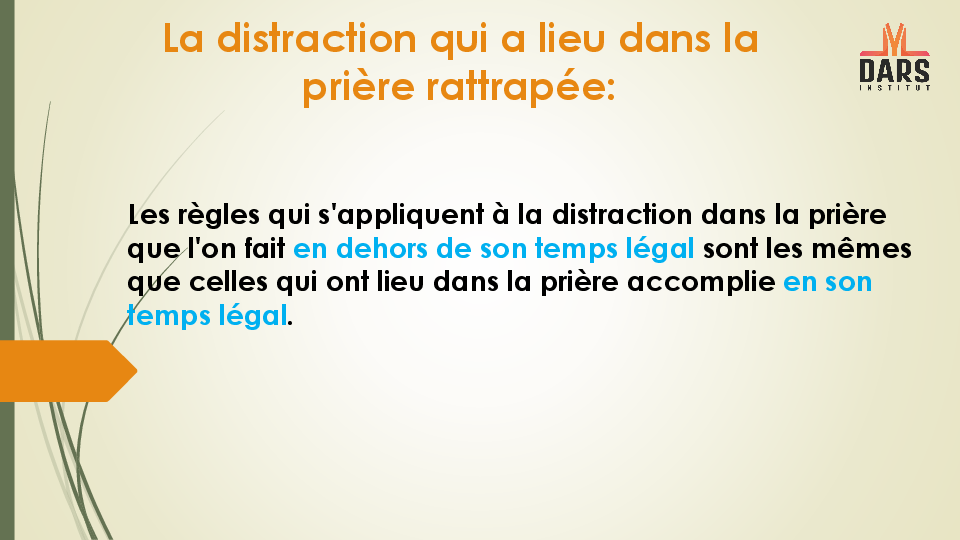 La distraction qui a lieu dans la
prière rattrapée:
DARS
INSTITUT
Les règles qui s'appliquent à la distraction dans la prière
que l'on fait en dehors de son temps légal sont les mêmes
que celles qui ont lieu dans la prière accomplie en son
temps légal.